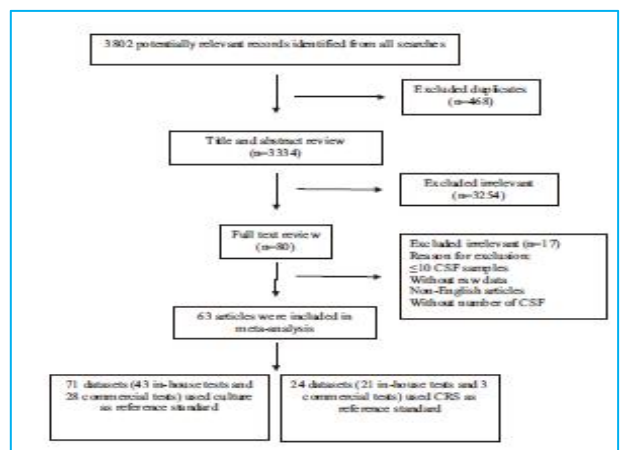 3802 potentially relevant records identified from all searches
Excluded duplicates
(n=468)
Title and abstract review
(n=3334)
Excluded irrelevant
(n=3254)
Full text review
(n=80)
Excluded irrelevant (n=17)
Reason for exclusion:
≤10 CSF samples
Without raw data
Non-English articles
Without number of CSF
63 articles were included in
meta-analysis
71 datasets (43 in-house tests and
28 commercial tests) used culture
as reference standard
24 datasets (21 in-house tests and 3
commercial tests) used CRS as
reference standard